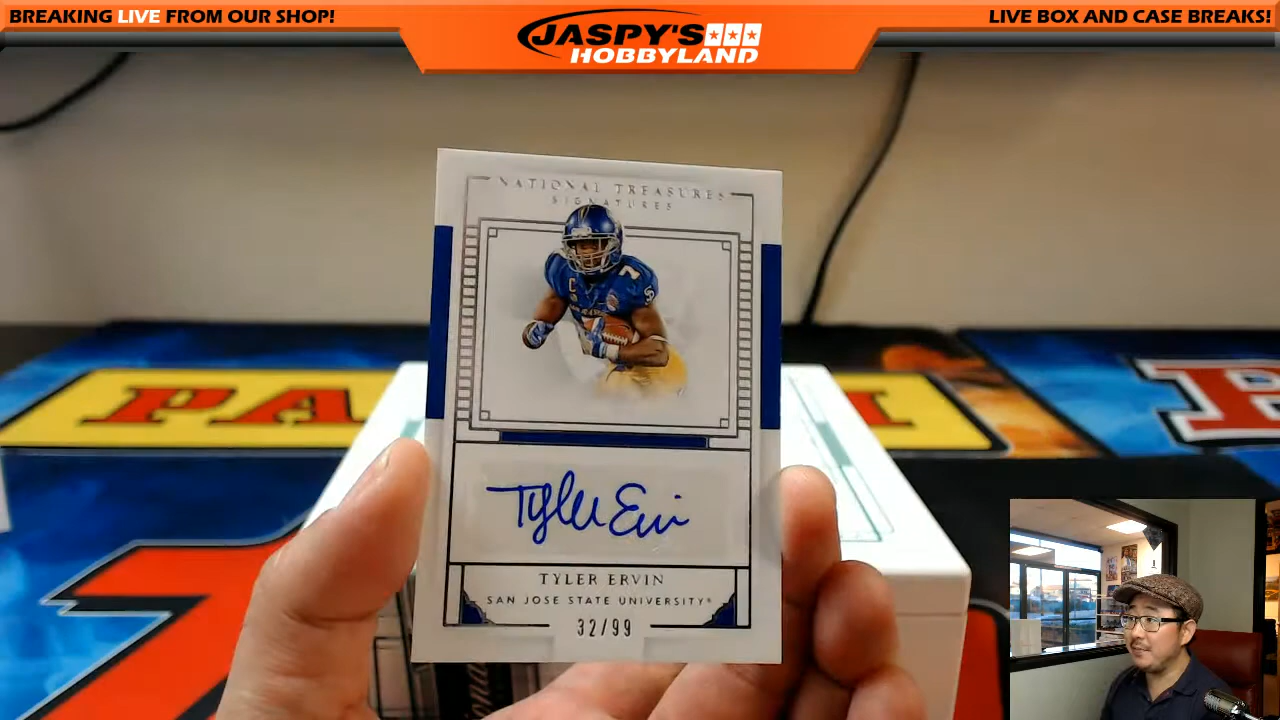 BREAKING LIVE FROM OUR SHOP!
JASPY'S
HOBBYLAND
LIVE BOX AND CASE BREAKS!
NATIONAL TREASURES
SIGNATURES
7
C
Tyler Ervin
TYLER ERVIN
SAN JOSE STATE UNIVERSITY®
32/99